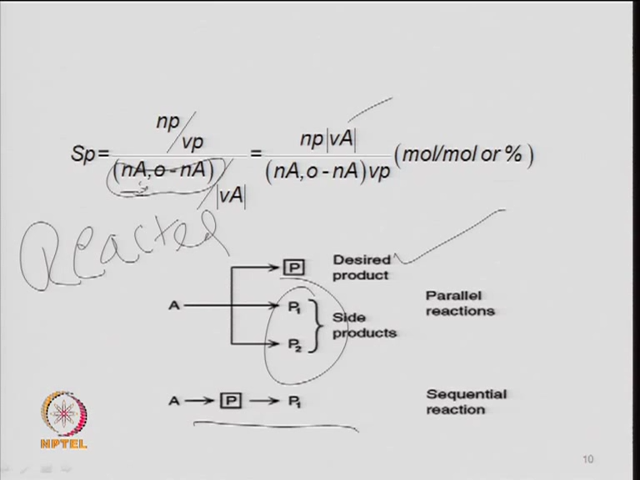 Sp = np/vp / (nA,o - nA)/|vA| = np|vA| / (nA,o - nA)vp (mol/mol or %)
Reacted
P Desired product
A P₁ Side products Parallel reactions
P₂
A → P → P₁ Sequential reaction
NPTEL
10